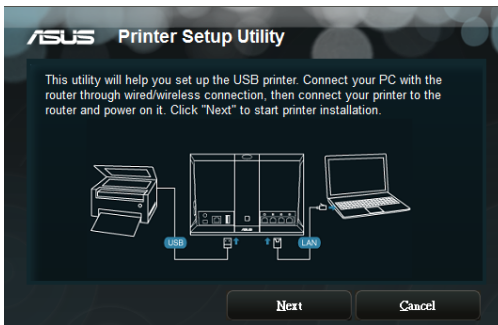 ASUS Printer Setup Utility
This utility will help you set up the USB printer. Connect your PC with the
router through wired/wireless connection, then connect your printer to the
router and power on it. Click "Next" to start printer installation.
ASUS
USB
LAN
Next
Cancel